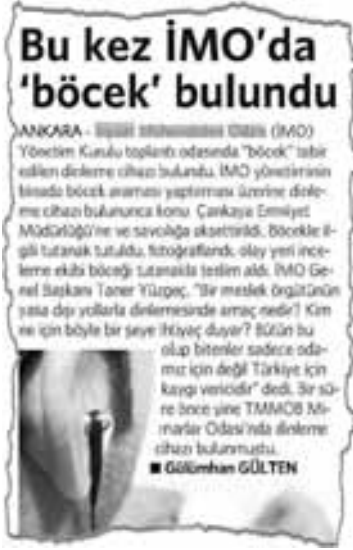 Bu kez İMO'da
'böcek' bulundu
ANKARA - (İMO)
Yönetim Kurulu toplantı odasında "böcek" tabir
edilen dinleme cihazı bulundu. İMO yönetiminin
binada böcek araması yaptırması üzerine dinle-
me cihazı bulununca konu Çankaya Emniyet
Müdürlüğü'ne ve savcılığa aksettirildi. Böcekle il-
gili tutanak tutuldu, fotoğraflandı, olay yeri ince-
leme ekibi böceği tutanakla teslim aldı. İMO Ge-
nel Başkanı Taner Yüzgeç, "Bir meslek örgütünün
yasa dışı yollarla dinlemesinde amaç nedir? Kim
ne için böyle bir şeye ihtiyaç duyar? Bütün bu
olup bitenler sadece oda-
mız için değil Türkiye için
kaygı vericidir" dedi. Bir sü-
re önce yine TMMOB Mi-
marlar Odası'nda dinleme
cihazı bulunmuştu.
■ Gülümhan GÜLTEN